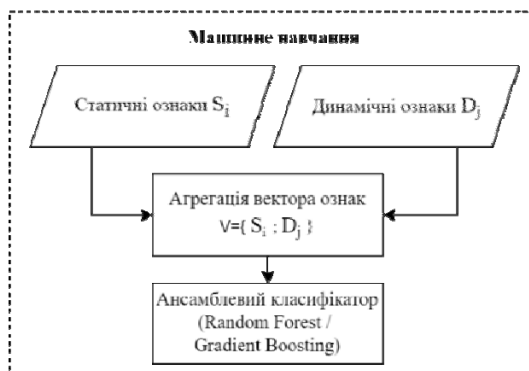 Машинне навчання
Статичні ознаки Si
Динамічні ознаки Dj
Агрегація вектора ознак
V={ Si ; Dj }
Ансамблевий класифікатор
(Random Forest /
Gradient Boosting)